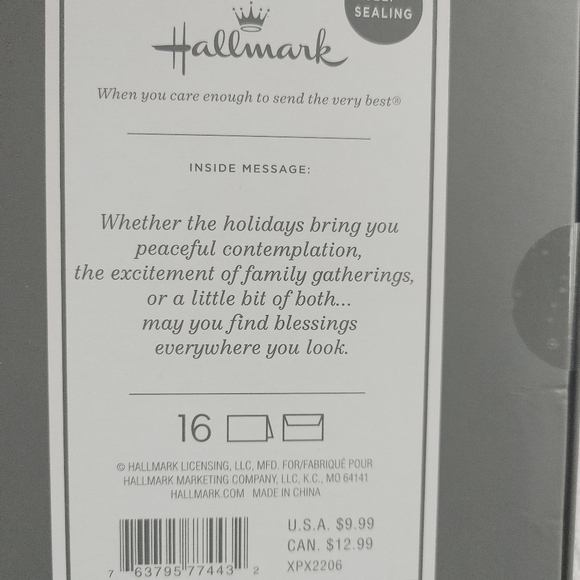 SEALING
Hallmark
When you care enough to send the very best®
INSIDE MESSAGE:
Whether the holidays bring you
peaceful contemplation,
the excitement of family gatherings,
or a little bit of both...
may you find blessings
everywhere you look.
16
© HALLMARK LICENSING, LLC, MFD. FOR/FABRIQUÉ POUR
HALLMARK MARKETING COMPANY, LLC, K.C., MO 64141
HALLMARK.COM MADE IN CHINA
U.S.A. $9.99
CAN. $12.99
XPX2206
7 63795 77443 2